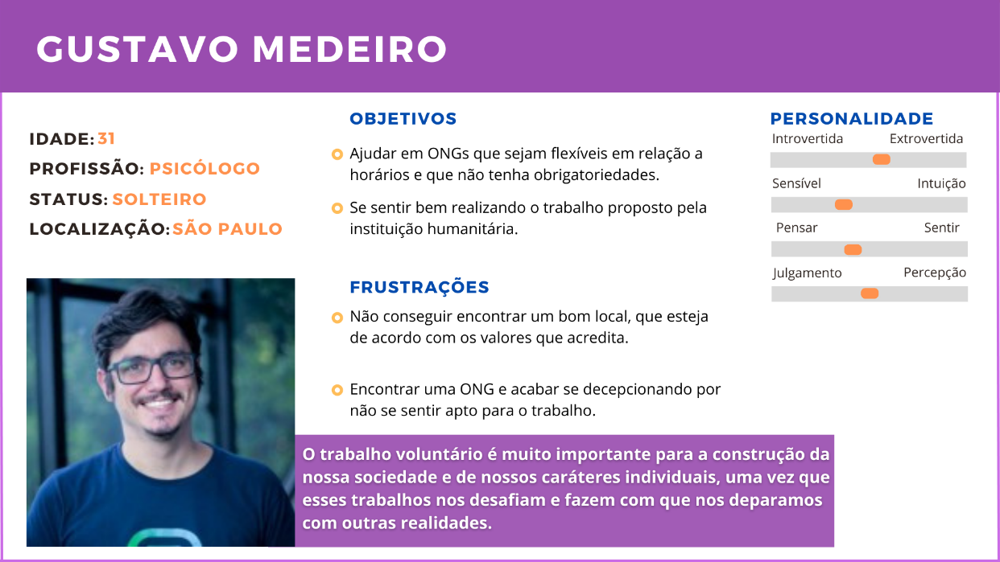 GUSTAVO MEDEIRO
IDADE: 31
PROFISSÃO: PSICÓLOGO
STATUS: SOLTEIRO
LOCALIZAÇÃO: SÃO PAULO
OBJETIVOS
Ajudar em ONGs que sejam flexíveis em relação a
horários e que não tenha obrigatoriedades.
Se sentir bem realizando o trabalho proposto pela
instituição humanitária.
FRUSTRAÇÕES
Não conseguir encontrar um bom local, que esteja
de acordo com os valores que acredita.
Encontrar uma ONG e acabar se decepcionando por
não se sentir apto para o trabalho.
O trabalho voluntário é muito importante para a construção da
nossa sociedade e de nossos caráteres individuais, uma vez que
esses trabalhos nos desafiam e fazem com que nos deparamos
com outras realidades.
PERSONALIDADE
Introvertida Extrovertida
Sensível Intuição
Pensar Sentir
Julgamento Percepção